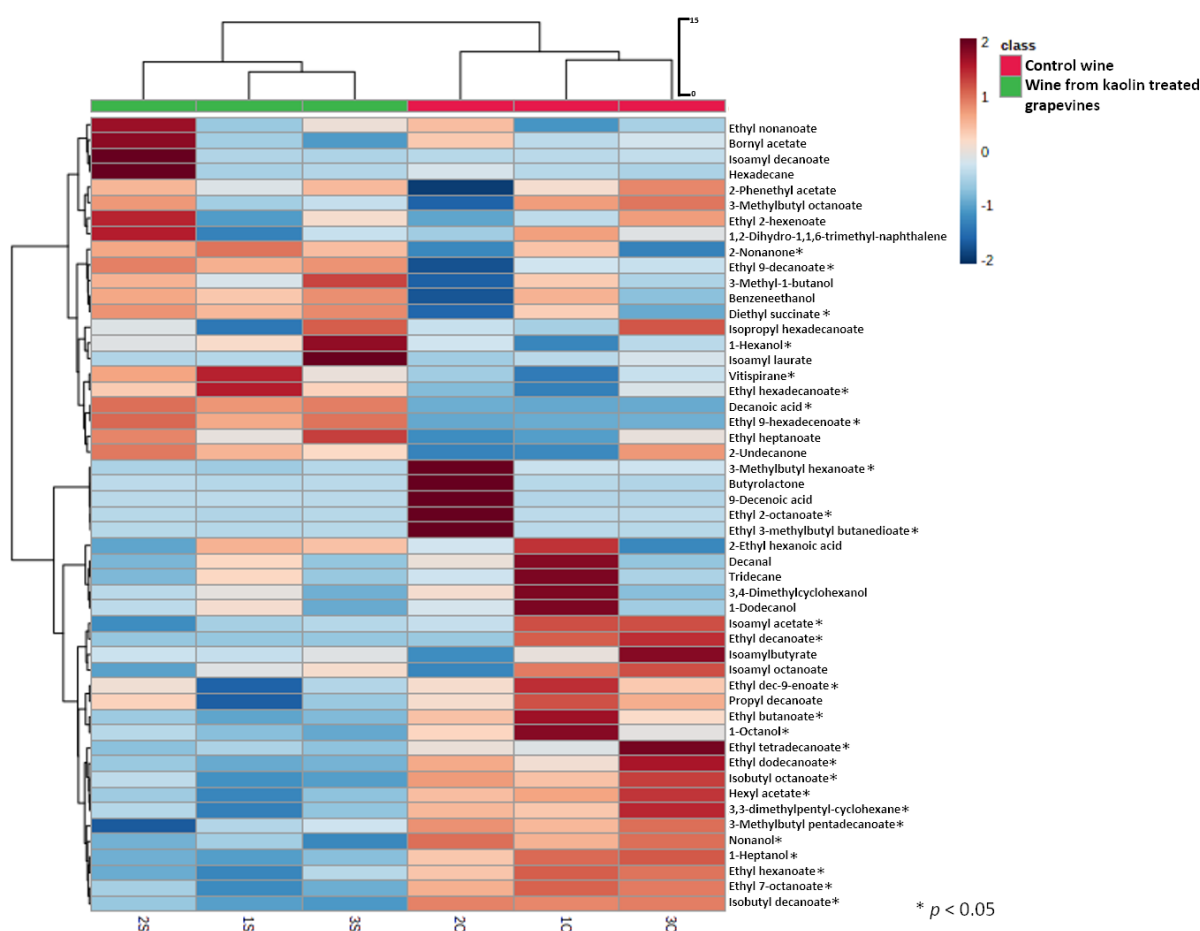 15
0
2
1
0
-1
-2
class
Control wine
Wine from kaolin treated
grapevines
Ethyl nonanoate
Bornyl acetate
Isoamyl decanoate
Hexadecane
2-Phenethyl acetate
3-Methylbutyl octanoate
Ethyl 2-hexenoate
1,2-Dihydro-1,1,6-trimethyl-naphthalene
2-Nonanone*
Ethyl 9-decanoate*
3-Methyl-1-butanol
Benzeneethanol
Diethyl succinate *
Isopropyl hexadecanoate
1-Hexanol*
Isoamyl laurate
Vitispirane*
Ethyl hexadecanoate*
Decanoic acid *
Ethyl 9-hexadecenoate*
Ethyl heptanoate
2-Undecanone
3-Methylbutyl hexanoate*
Butyrolactone
9-Decenoic acid
Ethyl 2-octanoate*
Ethyl 3-methylbutyl butanedioate*
2-Ethyl hexanoic acid
Decanal
Tridecane
3,4-Dimethylcyclohexanol
1-Dodecanol
Isoamyl acetate*
Ethyl decanoate*
Isoamylbutyrate
Isoamyl octanoate
Ethyl dec-9-enoate*
Propyl decanoate
Ethyl butanoate*
1-Octanol*
Ethyl tetradecanoate*
Ethyl dodecanoate*
Isobutyl octanoate*
Hexyl acetate*
3,3-dimethylpentyl-cyclohexane*
3-Methylbutyl pentadecanoate*
Nonanol*
1-Heptanol*
Ethyl hexanoate*
Ethyl 7-octanoate*
Isobutyl decanoate*
* p < 0.05
2S
1S
3S
2C
1C
3C